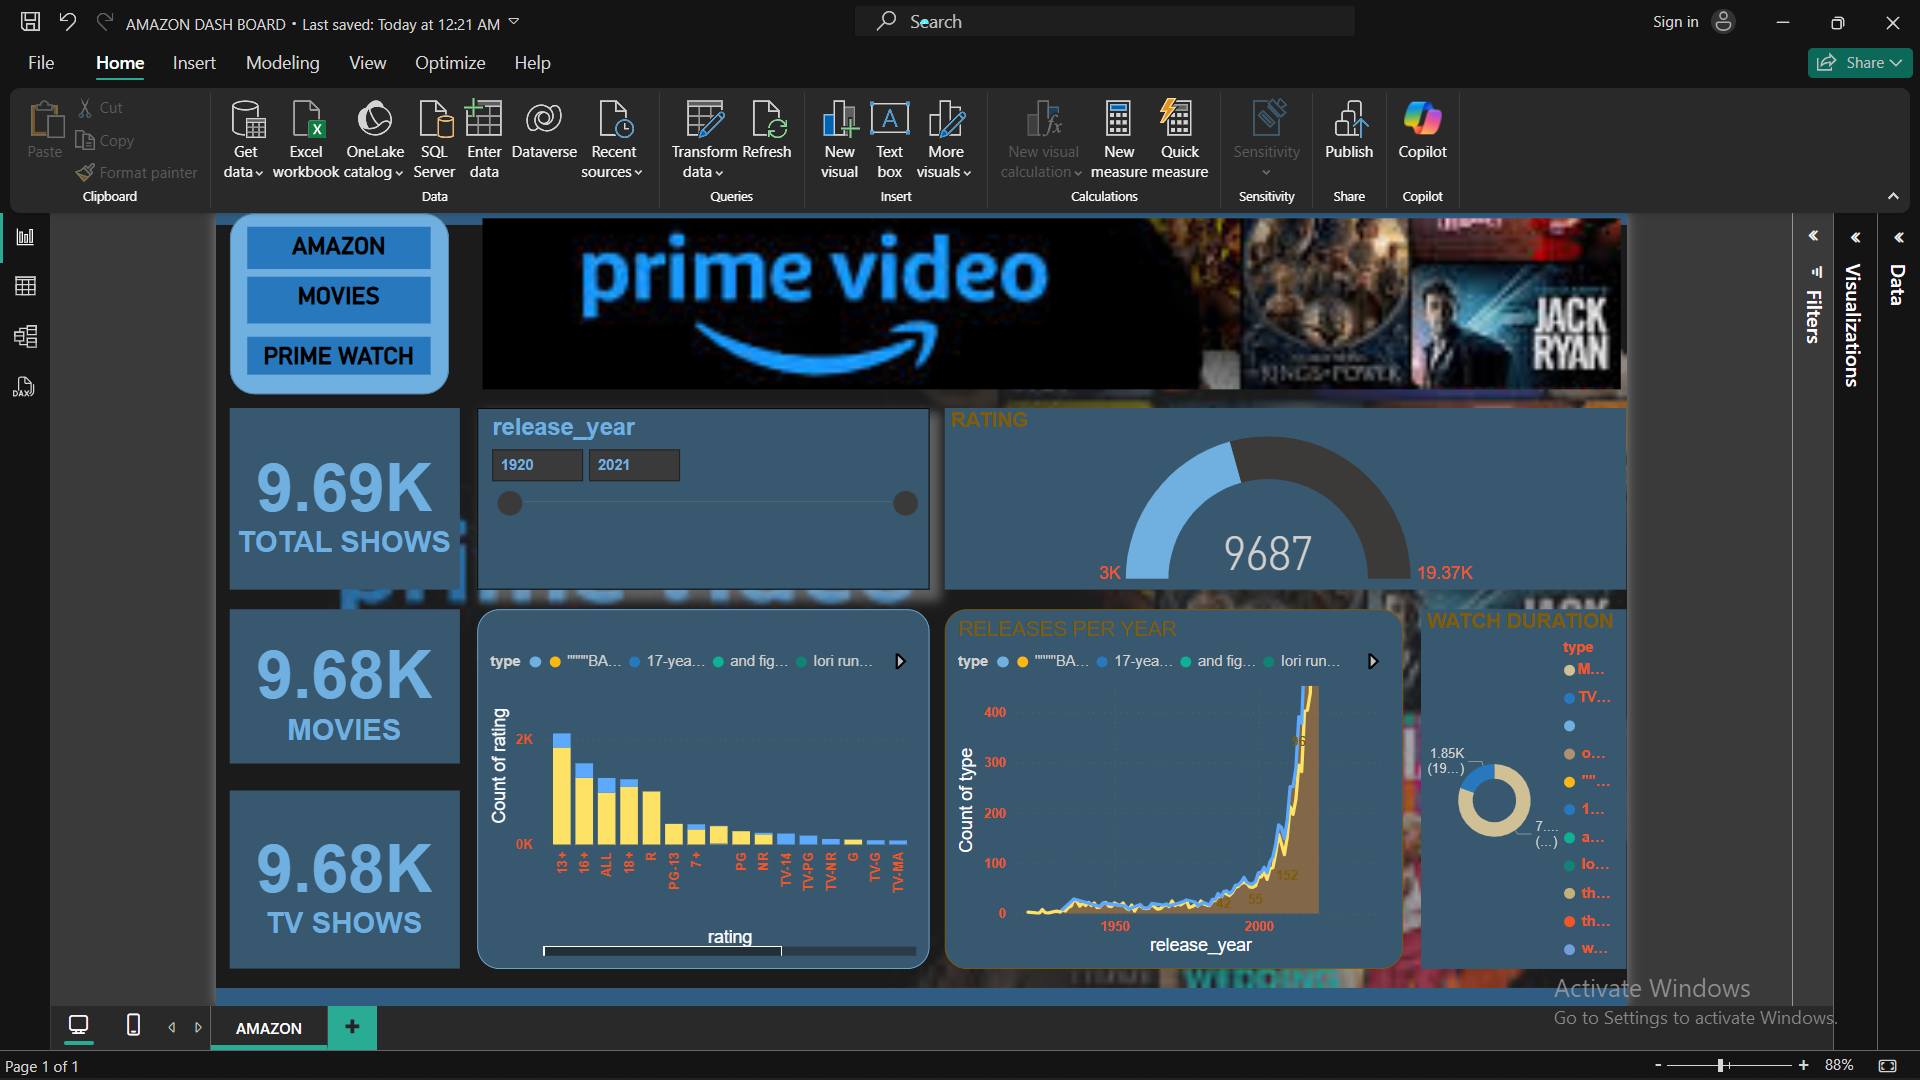 AMAZON DASH BOARD • Last saved: Today at 12:21 AM
Search
Sign in
File
Home
Insert
Modeling
View
Optimize
Help
Share
Paste
Cut
Copy
Format painter
Clipboard
Get data
Excel workbook
OneLake catalog
SQL Server
Enter data
Dataverse
Recent sources
Data
Transform data
Refresh
Queries
New visual
Text box
More visuals
Insert
New visual calculation
New measure
Quick measure
Calculations
Sensitivity
Sensitivity
Publish
Share
Copilot
Copilot
AMAZON
MOVIES
PRIME WATCH
prime video
JACK
RYAN
Filters
Visualizations
Data
DAX
9.69K
TOTAL SHOWS
release_year
1920
2021
RATING
9687
3K
19.37K
9.68K
MOVIES
9.68K
TV SHOWS
type
""""BA...
17-yea...
and fig...
lori run...
Count of rating
2K
0K
13+
16+
ALL
18+
R
PG-13
7+
PG
NR
TV-14
TV-PG
TV-NR
G
TV-G
TV-MA
rating
RELEASES PER YEAR
type
""""BA...
17-yea...
and fig...
lori run...
Count of type
400
300
200
100
0
152
55
1950
2000
release_year
WATCH DURATION
type
M...
TV...
o...
""...
1...
a...
lo...
th...
th...
w...
1.85K
(19...)
7....
(...)
WEDDING
Activate Windows
Go to Settings to activate Windows.
AMAZON
+
Page 1 of 1
-
+
88%